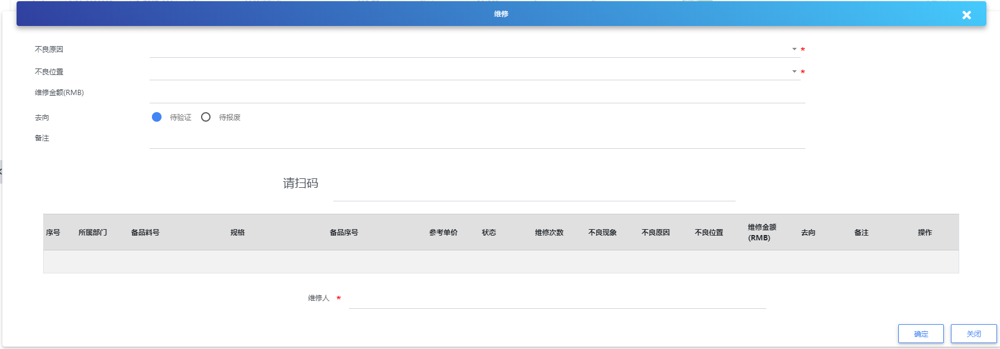 维修
不良原因 *
不良位置 *
维修金额(RMB)
去向 待验证 待报废
备注
请扫码
序号 所属部门 备品料号 规格 备品序号 参考单价 状态 维修次数 不良现象 不良原因 不良位置 维修金额(RMB) 去向 备注 操作
维修人 *
确定 关闭